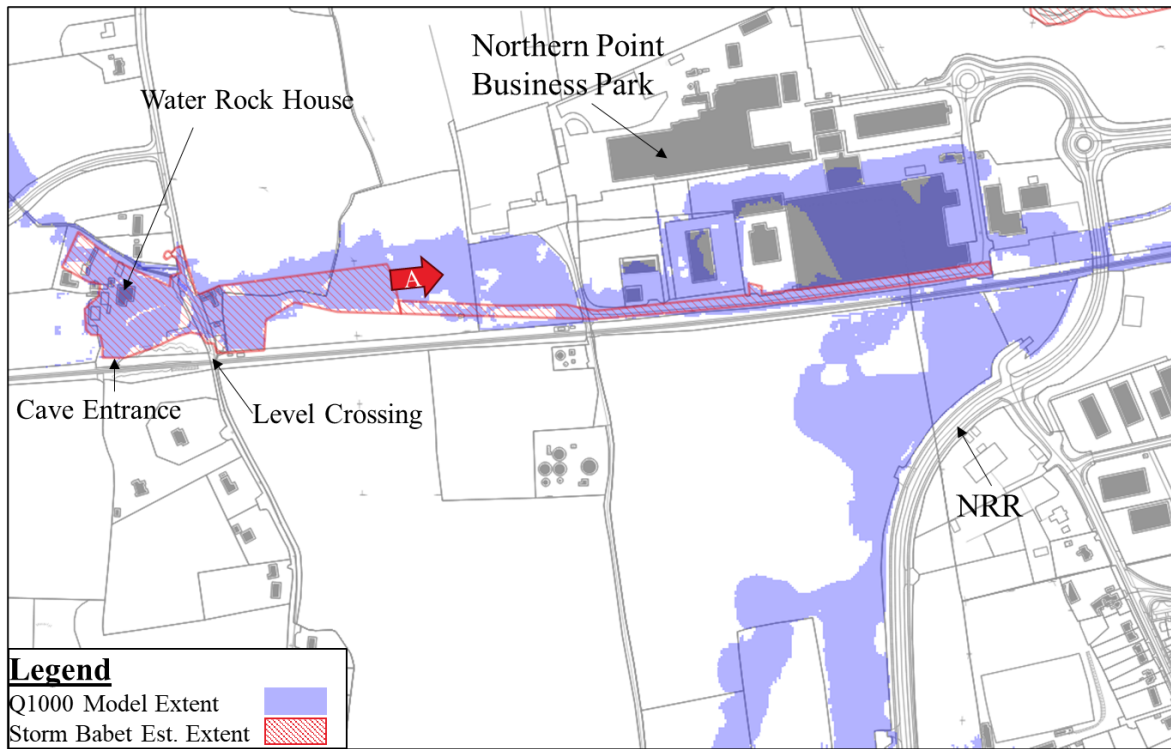 Northern Point
Business Park
Water Rock House
A
Cave Entrance
Level Crossing
NRR
Legend
Q1000 Model Extent
Storm Babet Est. Extent